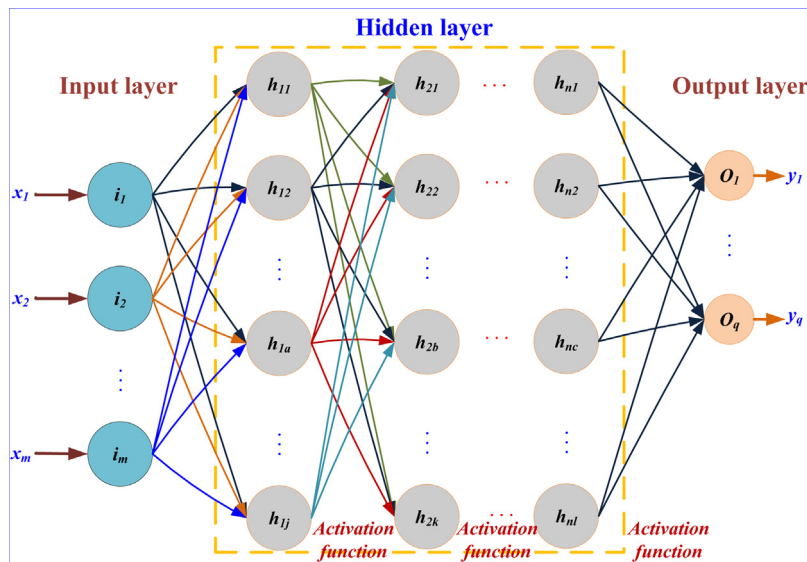 Hidden layer
Input layer
Output layer
h11 h21 ... hn1
x1 i1 h12 h22 ... hn2 O1 y1
x2 i2 h1a h2b ... hnc Oq yq
xm im
h1j h2k ... hnl
Activation function
Activation function
Activation function